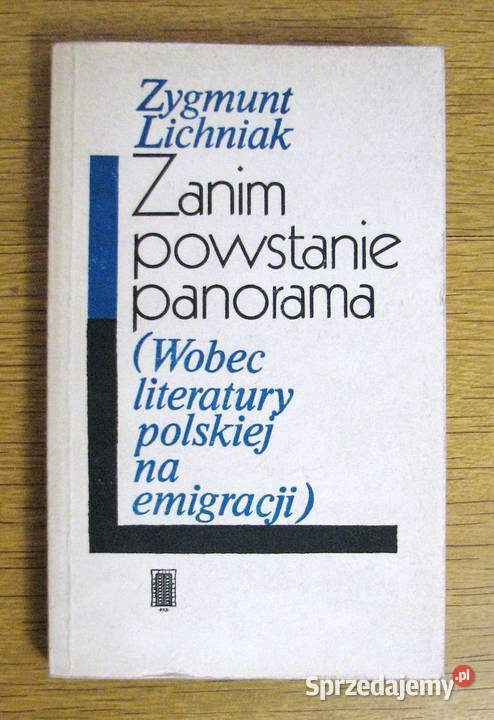 Zygmunt
Lichniak
Zanim
powstanie
panorama
(Wobec
literatury
polskiej
na
emigracji)
PAX
Sprzedajemy.pl